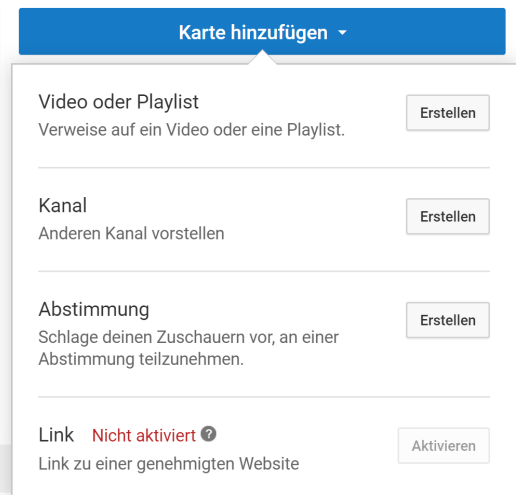 Karte hinzufügen
Video oder Playlist
Verweise auf ein Video oder eine Playlist.
Erstellen
Kanal
Anderen Kanal vorstellen
Erstellen
Abstimmung
Schlage deinen Zuschauern vor, an einer
Abstimmung teilzunehmen.
Erstellen
Link Nicht aktiviert ?
Link zu einer genehmigten Website
Aktivieren